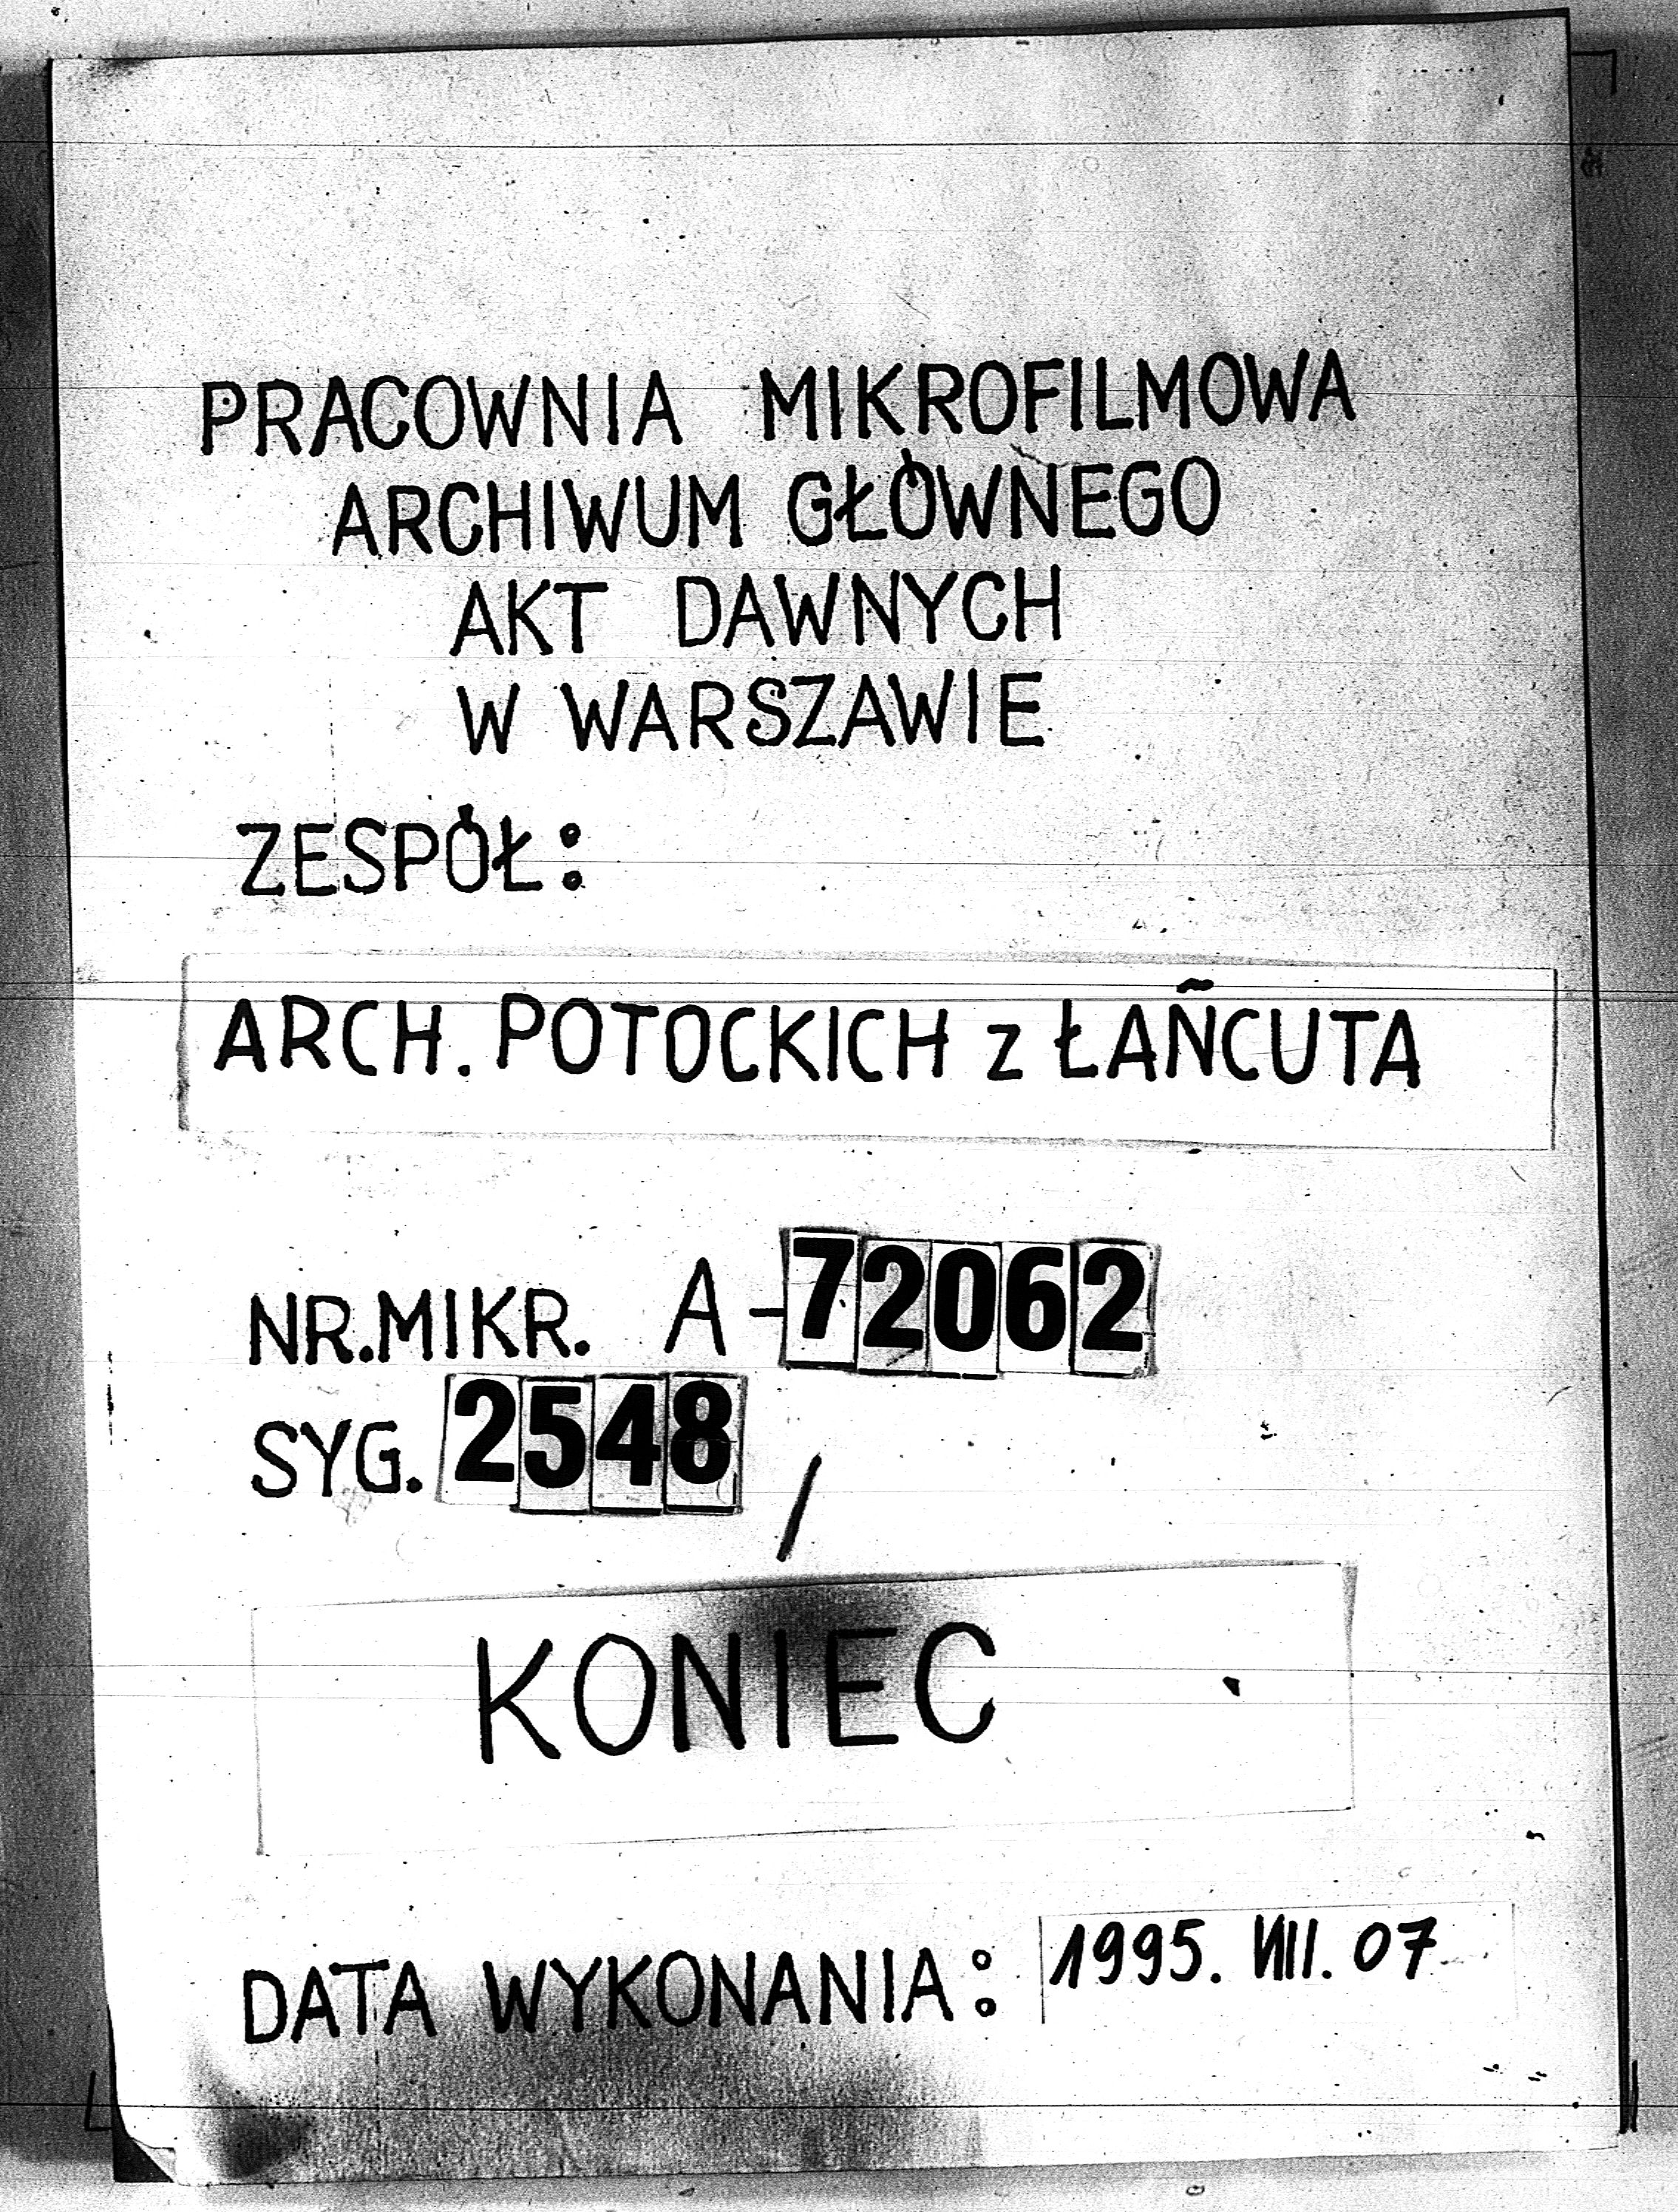 PRACOWNIA MIKROFILMOWA
ARCHIWUM GŁÓWNEGO
AKT DAWNYCH
W WARSZAWIE
ZESPÓŁ:
ARCH. POTOCKICH z ŁAŃCUTA
NR.MIKR. A-72062
SYG. 2548 /
KONIEC
DATA WYKONANIA: 1995. VIII. 07